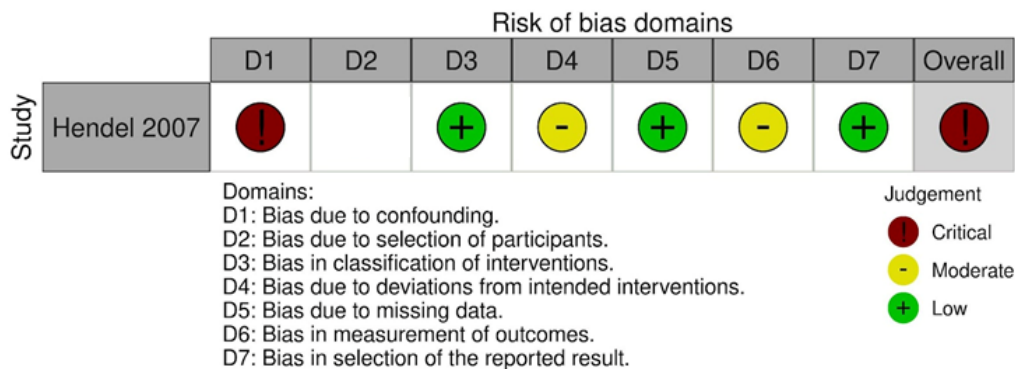 Risk of bias domains
D1 D2 D3 D4 D5 D6 D7 Overall
Study
Hendel 2007 ! + - + - + !
Domains:
D1: Bias due to confounding.
D2: Bias due to selection of participants.
D3: Bias in classification of interventions.
D4: Bias due to deviations from intended interventions.
D5: Bias due to missing data.
D6: Bias in measurement of outcomes.
D7: Bias in selection of the reported result.
Judgement
! Critical
- Moderate
+ Low